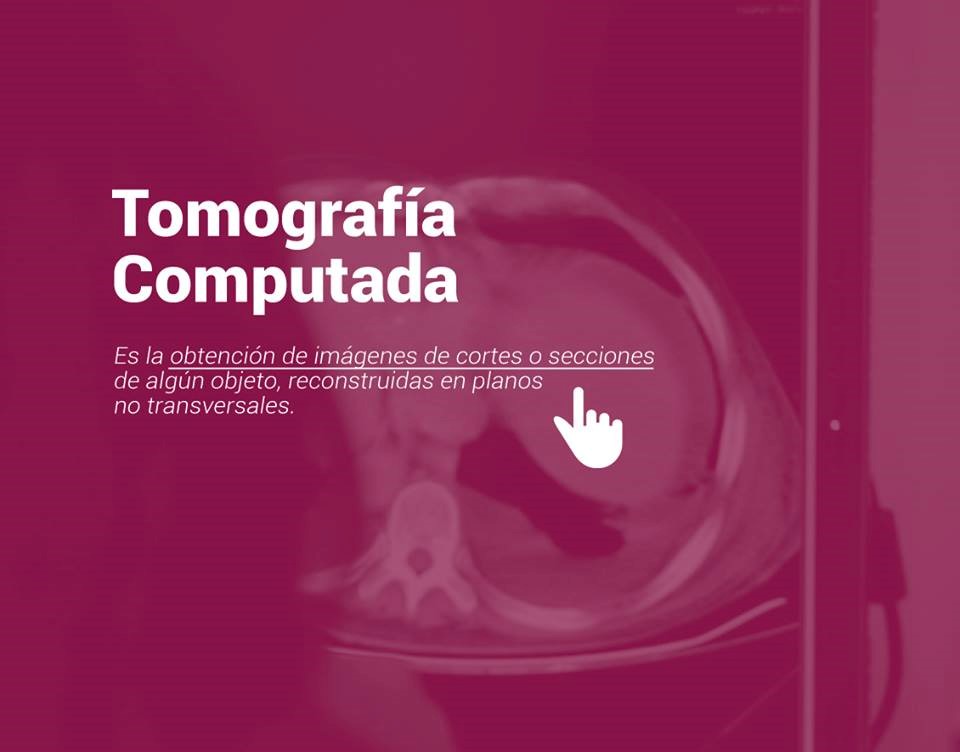 Tomografía
Computada
Es la obtención de imágenes de cortes o secciones
de algún objeto, reconstruidas en planos
no transversales.